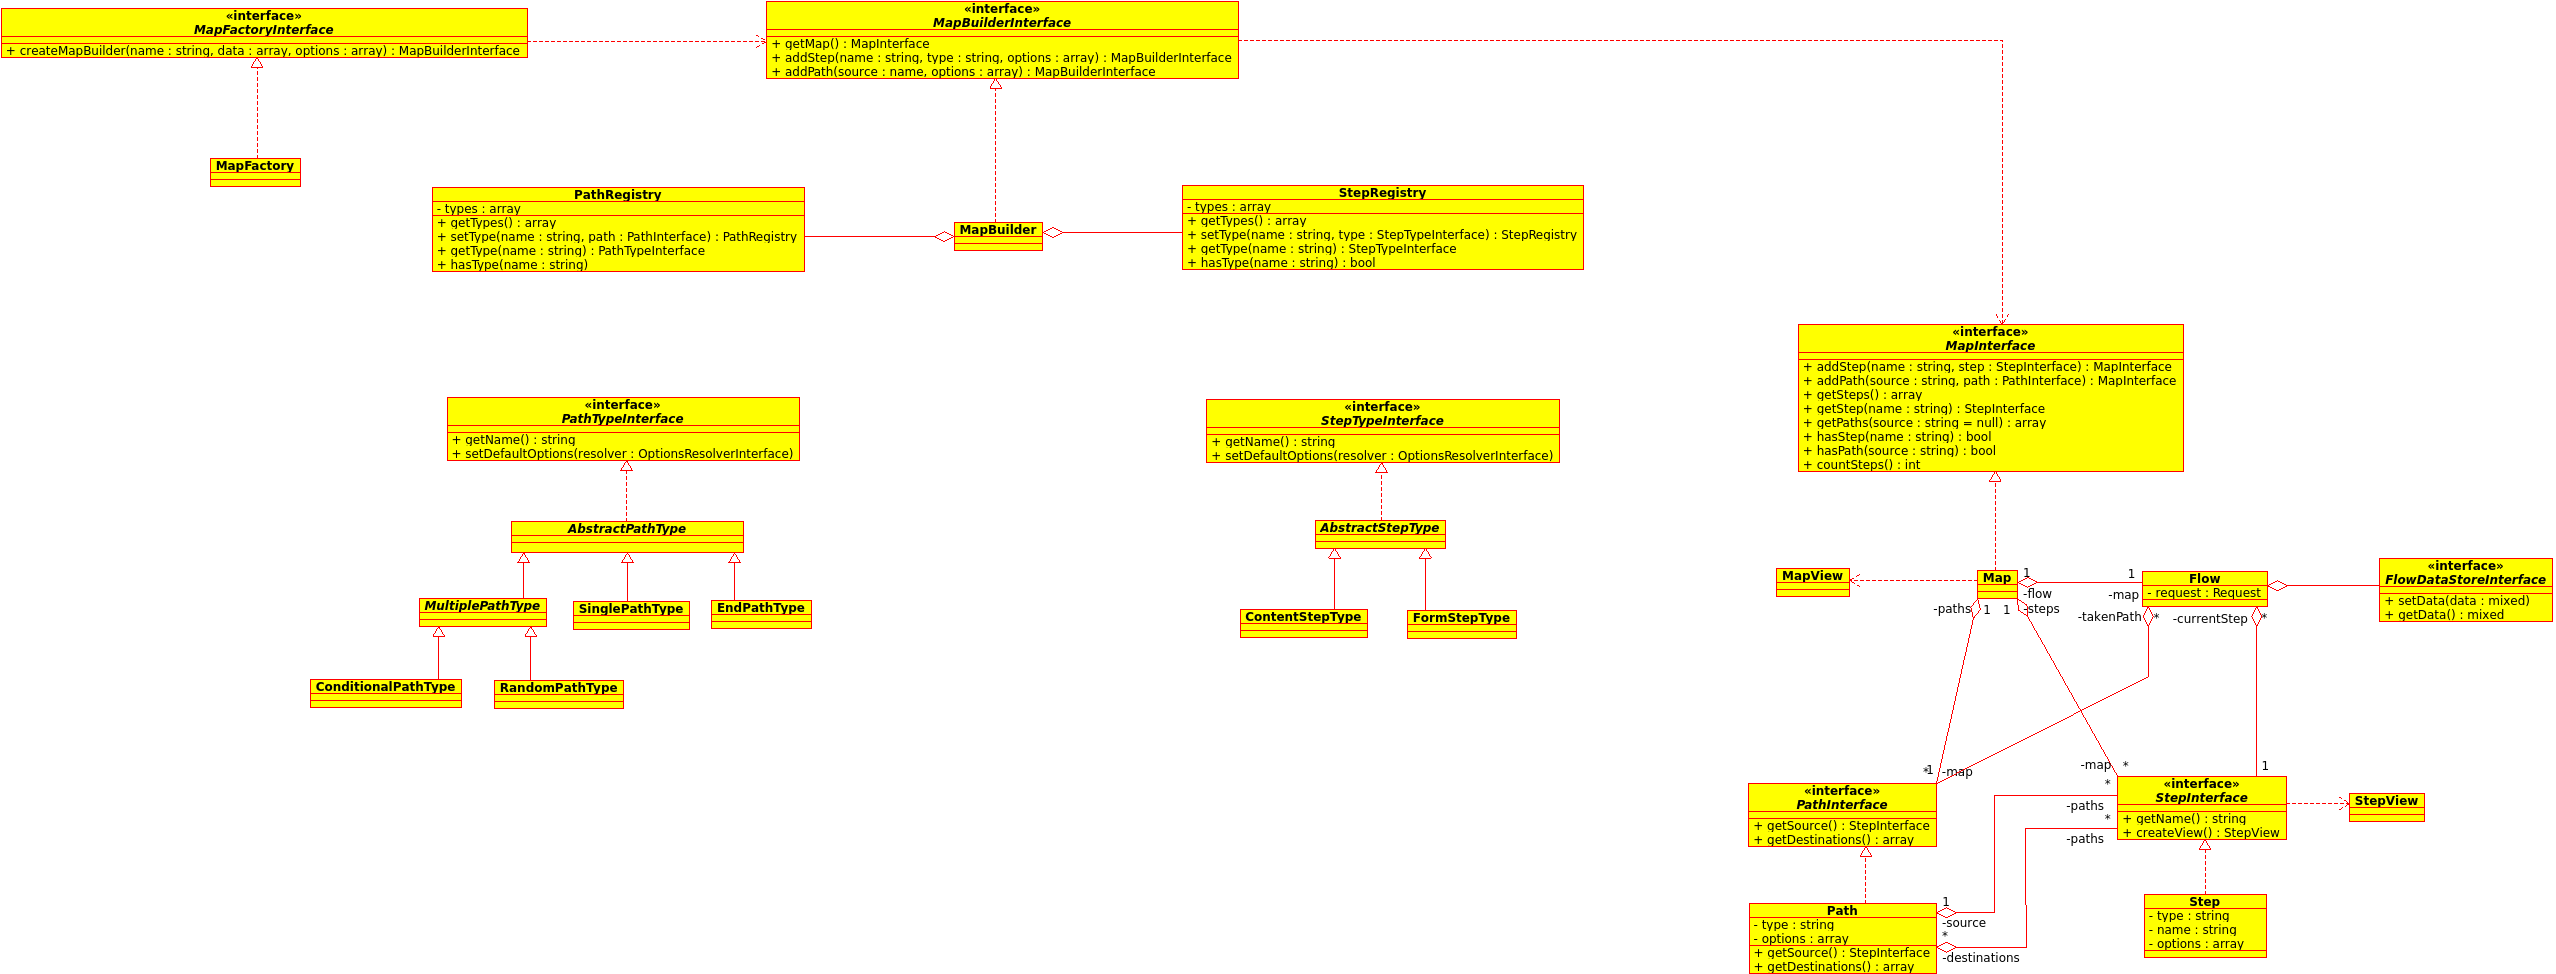 «interface»
MapFactoryInterface
+ createMapBuilder(name : string, data : array, options : array) : MapBuilderInterface
«interface»
MapBuilderInterface
+ getMap() : MapInterface
+ addStep(name : string, type : string, options : array) : MapBuilderInterface
+ addPath(source : name, options : array) : MapBuilderInterface
MapFactory
PathRegistry
- types : array
+ getTypes() : array
+ setType(name : string, path : PathInterface) : PathRegistry
+ getType(name : string) : PathTypeInterface
+ hasType(name : string)
MapBuilder
StepRegistry
- types : array
+ getTypes() : array
+ setType(name : string, type : StepTypeInterface) : StepRegistry
+ getType(name : string) : StepTypeInterface
+ hasType(name : string) : bool
«interface»
MapInterface
+ addStep(name : string, step : StepInterface) : MapInterface
+ addPath(source : string, path : PathInterface) : MapInterface
+ getSteps() : array
+ getStep(name : string) : StepInterface
+ getPaths(source : string = null) : array
+ hasStep(name : string) : bool
+ hasPath(source : string) : bool
+ countSteps() : int
«interface»
PathTypeInterface
+ getName() : string
+ setDefaultOptions(resolver : OptionsResolverInterface)
«interface»
StepTypeInterface
+ getName() : string
+ setDefaultOptions(resolver : OptionsResolverInterface)
AbstractPathType
AbstractStepType
MultiplePathType
SinglePathType
EndPathType
ContentStepType
FormStepType
ConditionalPathType
RandomPathType
MapView
Map
1
-flow
1
-map
Flow
- request : Request
«interface»
FlowDataStoreInterface
+ setData(data : mixed)
+ getData() : mixed
-paths
1
1
-steps
-takenPath
*
-currentStep
*
*
1
-map
-map
*
1
«interface»
PathInterface
+ getSource() : StepInterface
+ getDestinations() : array
*
-paths
*
-paths
«interface»
StepInterface
+ getName() : string
+ createView() : StepView
StepView
Path
- type : string
- options : array
+ getSource() : StepInterface
+ getDestinations() : array
1
-source
*
-destinations
Step
- type : string
- name : string
- options : array